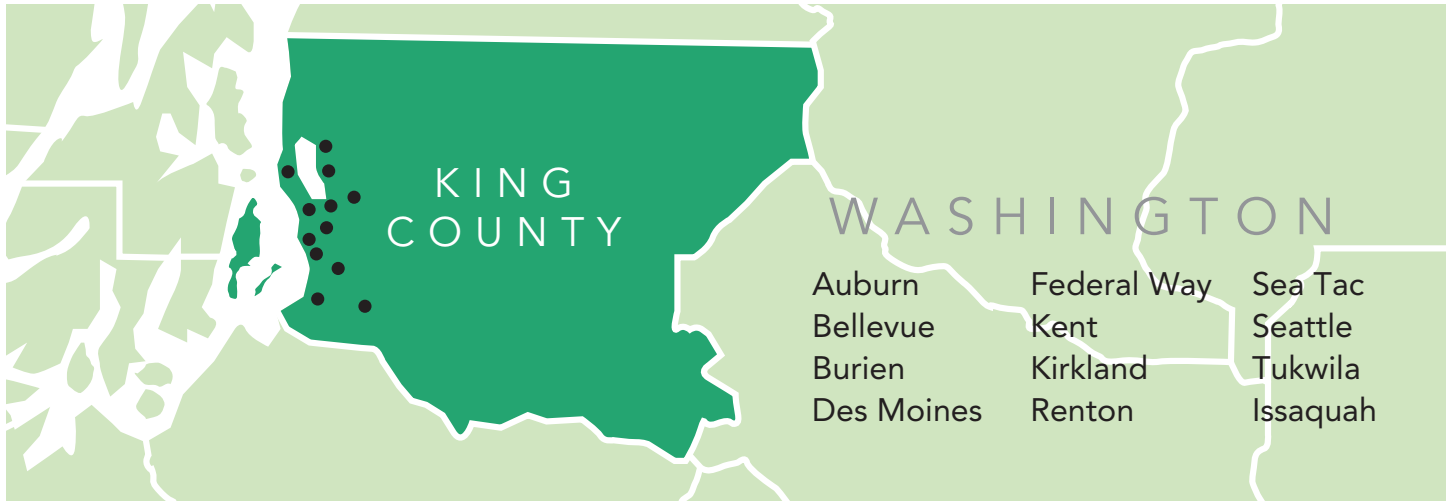 KING
COUNTY
WASHINGTON
Auburn
Bellevue
Burien
Des Moines
Federal Way
Kent
Kirkland
Renton
Sea Tac
Seattle
Tukwila
Issaquah